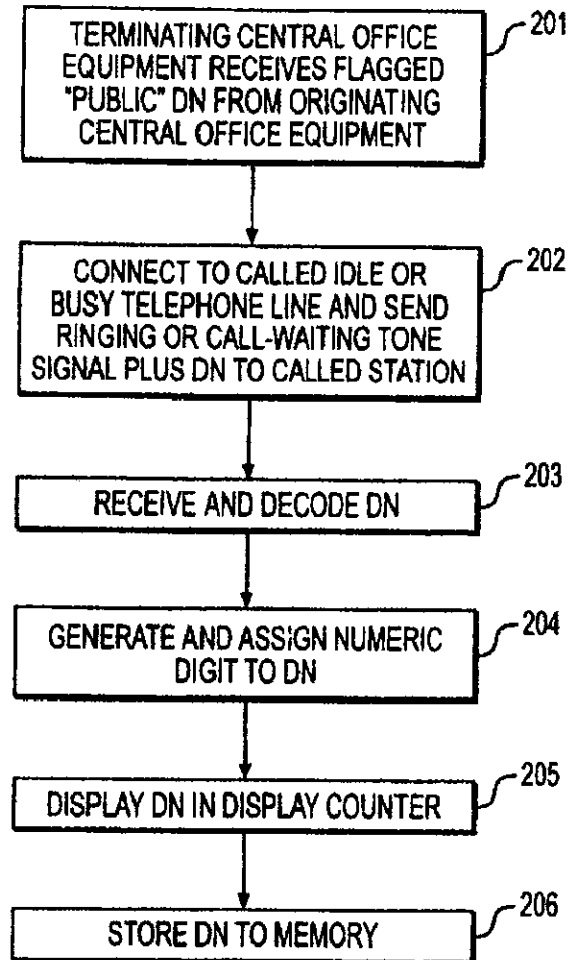 TERMINATING CENTRAL OFFICE
EQUIPMENT RECEIVES FLAGGED
"PUBLIC" DN FROM ORIGINATING
CENTRAL OFFICE EQUIPMENT
201
CONNECT TO CALLED IDLE OR
BUSY TELEPHONE LINE AND SEND
RINGING OR CALL-WAITING TONE
SIGNAL PLUS DN TO CALLED STATION
202
RECEIVE AND DECODE DN
203
GENERATE AND ASSIGN NUMERIC
DIGIT TO DN
204
DISPLAY DN IN DISPLAY COUNTER
205
STORE DN TO MEMORY
206